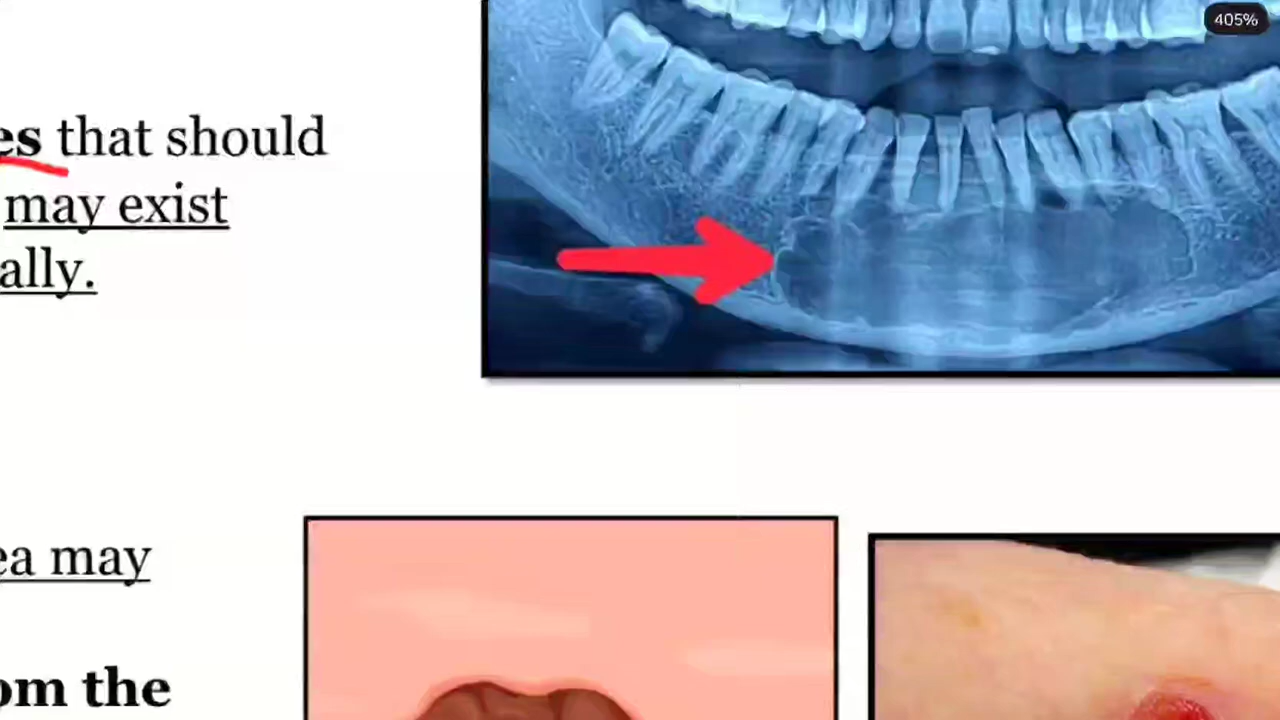 405%
es that should
may exist
ally.
ea may
om the